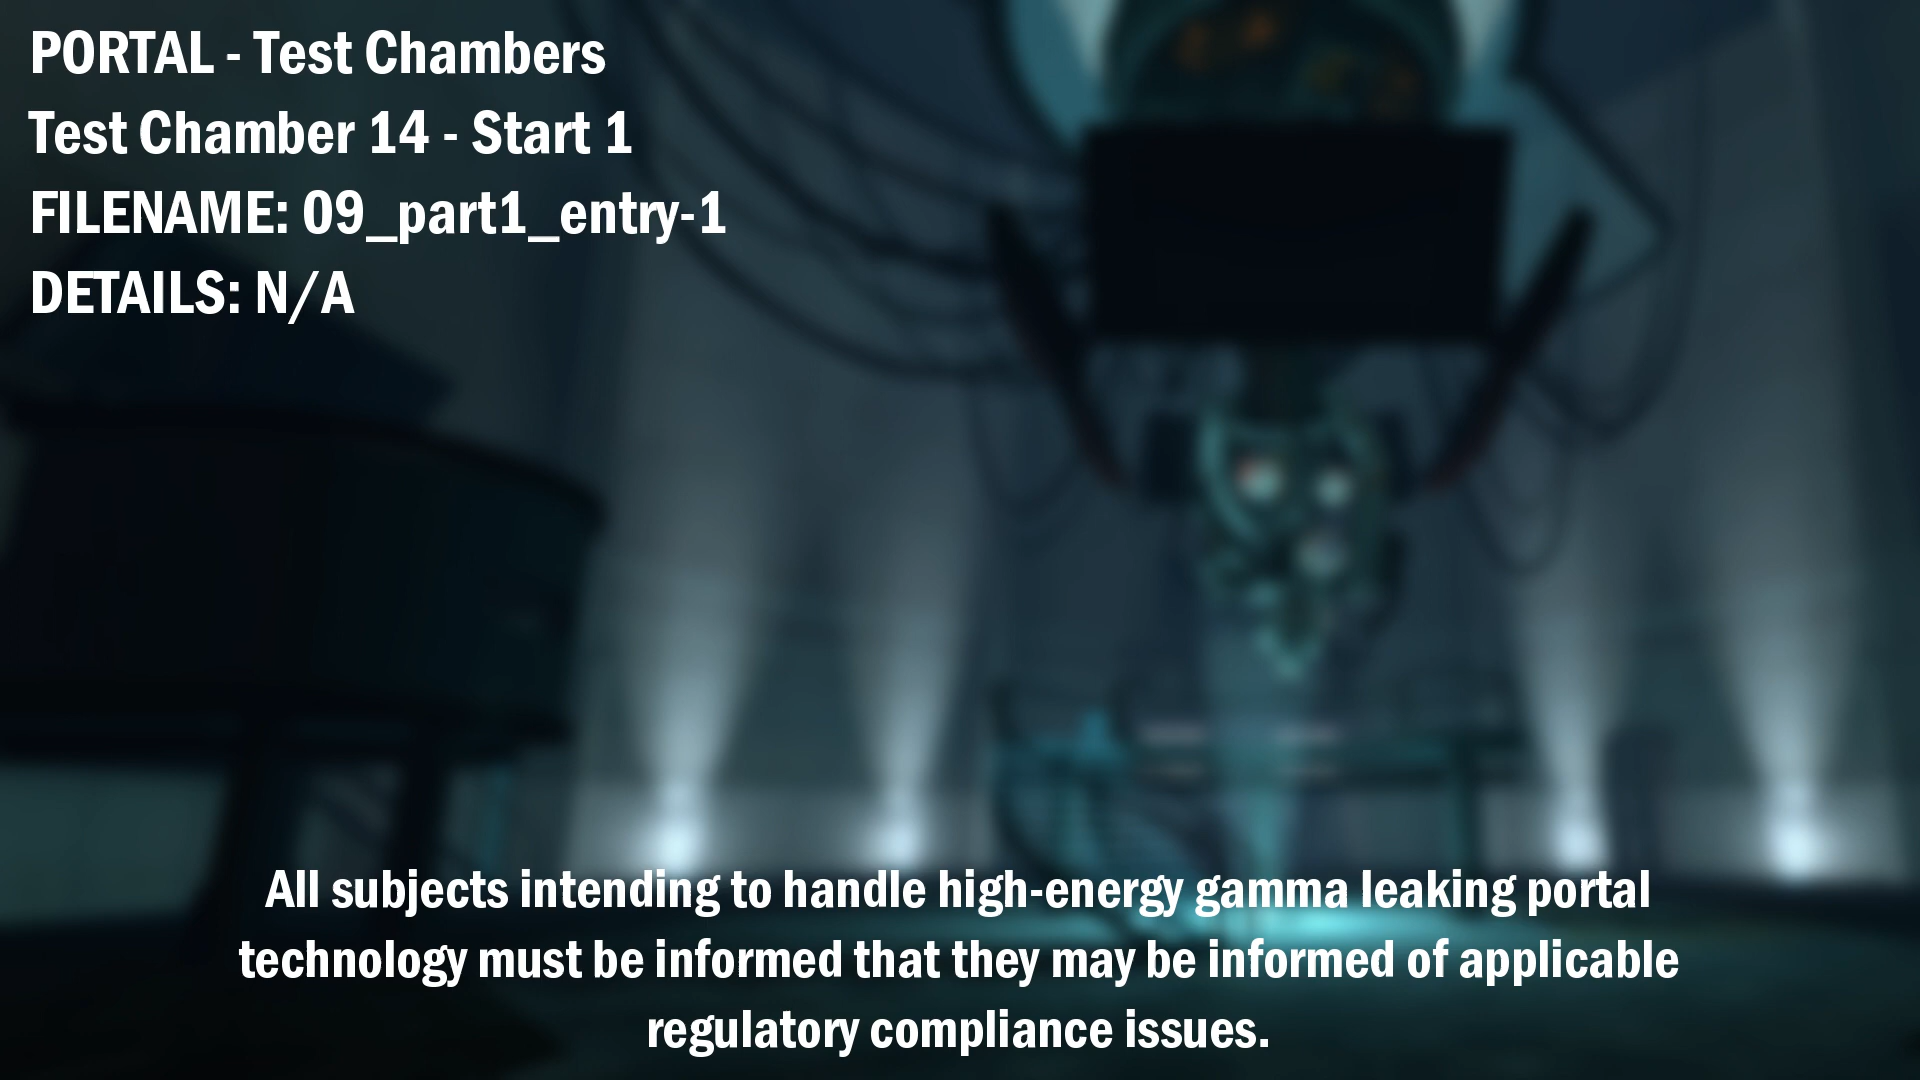 PORTAL - Test Chambers
Test Chamber 14 - Start 1
FILENAME: 09_part1_entry-1
DETAILS: N/A
All subjects intending to handle high-energy gamma leaking portal
technology must be informed that they may be informed of applicable
regulatory compliance issues.